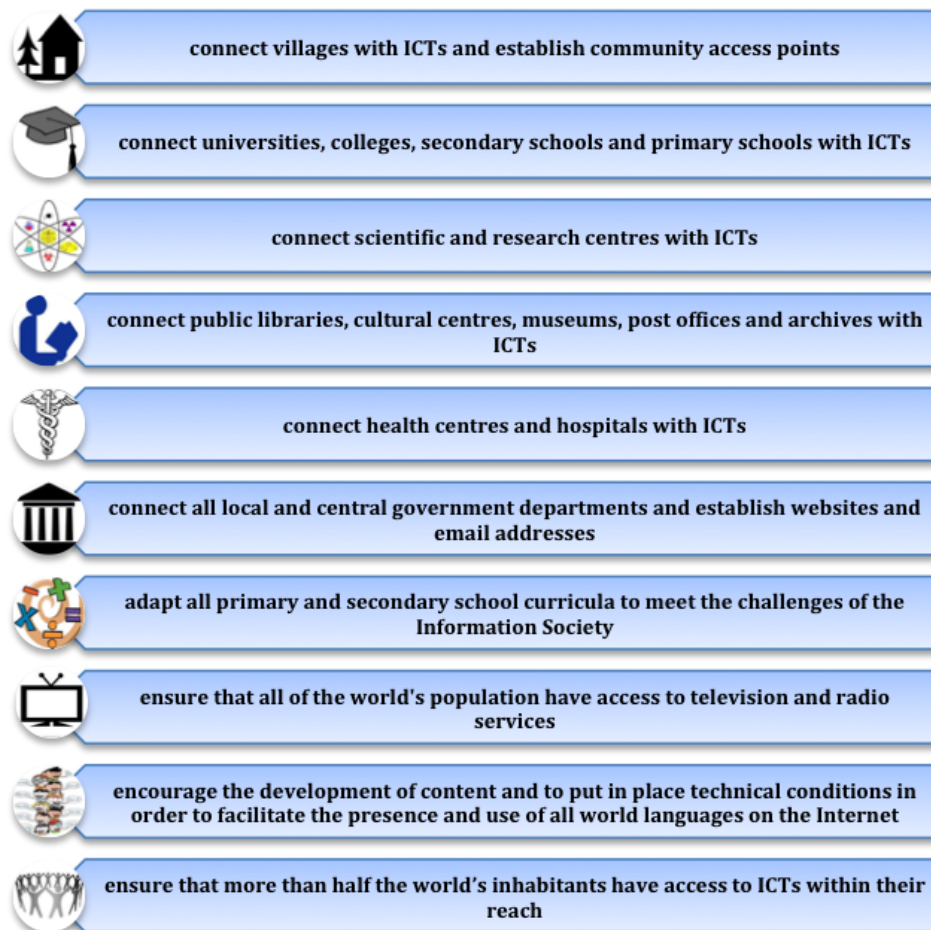 connect villages with ICTs and establish community access points
connect universities, colleges, secondary schools and primary schools with ICTs
connect scientific and research centres with ICTs
connect public libraries, cultural centres, museums, post offices and archives with
ICTs
connect health centres and hospitals with ICTs
connect all local and central government departments and establish websites and
email addresses
adapt all primary and secondary school curricula to meet the challenges of the
Information Society
ensure that all of the world's population have access to television and radio
services
encourage the development of content and to put in place technical conditions in
order to facilitate the presence and use of all world languages on the Internet
ensure that more than half the world’s inhabitants have access to ICTs within their
reach